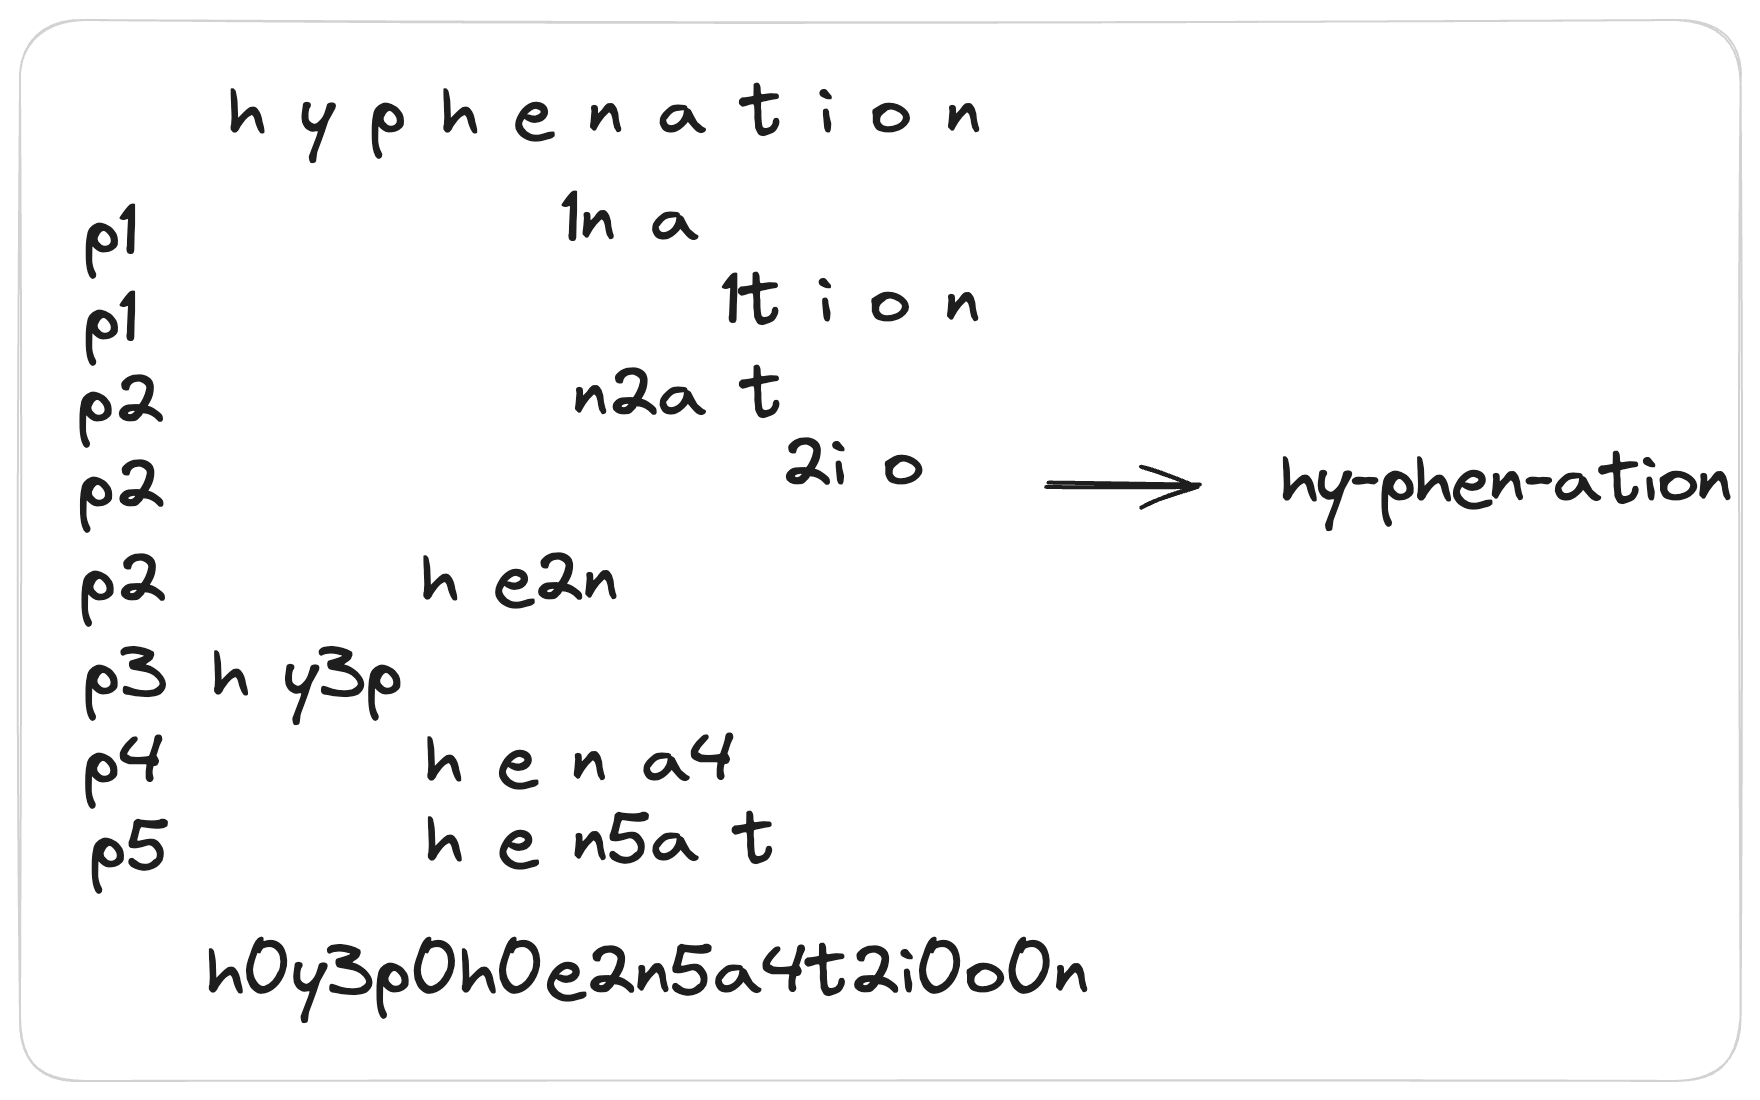 h y p h e n a t i o n
p1 1n a
p1 1t i o n
p2 n2a t
p2 2i o
hy-phen-ation
p2 h e2n
p3 h y3p
p4 h e n a4
p5 h e n5a t
h0y3p0h0e2n5a4t2i0o0n